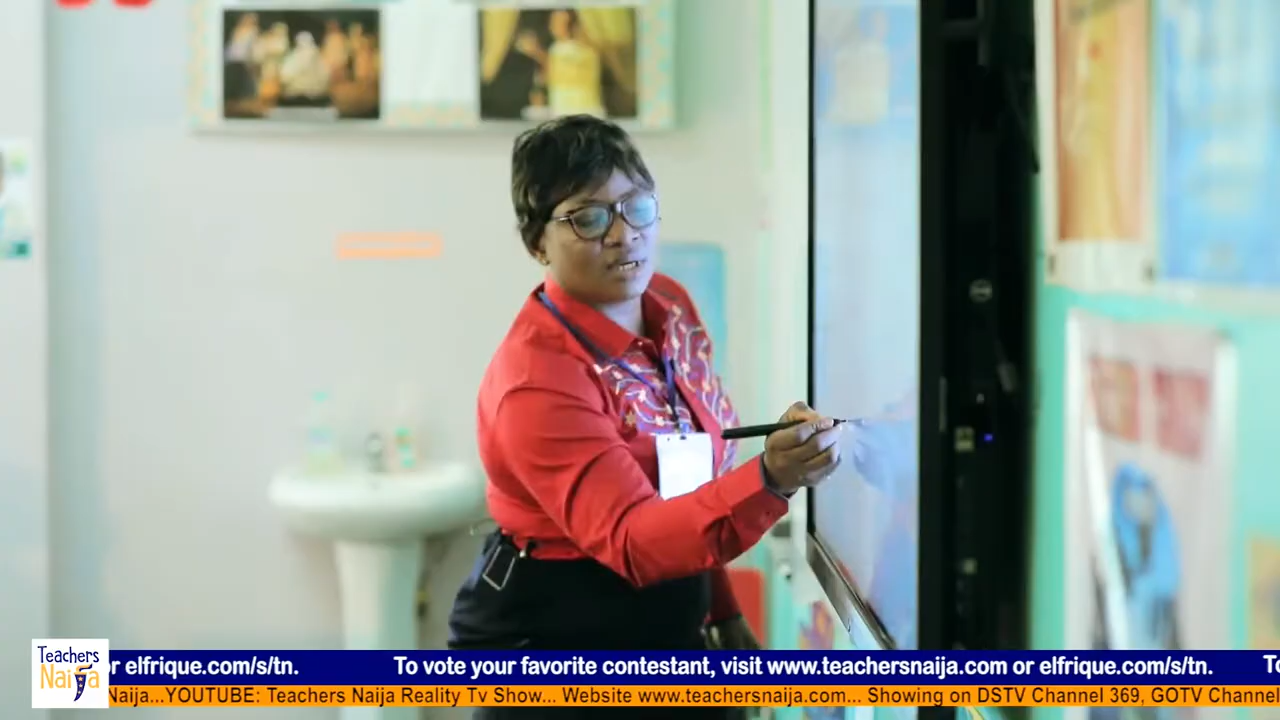 Teachers
Naija
r elfrique.com/s/tn. To vote your favorite contestant, visit www.teachersnaija.com or elfrique.com/s/tn. To
Naija...YOUTUBE: Teachers Naija Reality Tv Show... Website www.teachersnaija.com... Showing on DSTV Channel 369, GOTV Channel